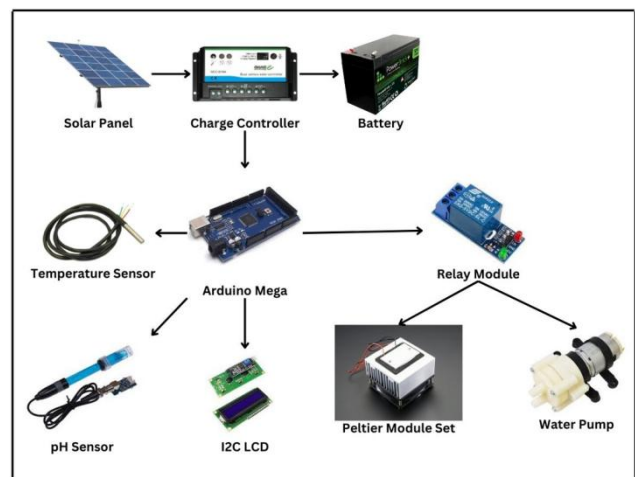 Solar Panel
Charge Controller
Battery
Temperature Sensor
Arduino Mega
Relay Module
pH Sensor
I2C LCD
Peltier Module Set
Water Pump